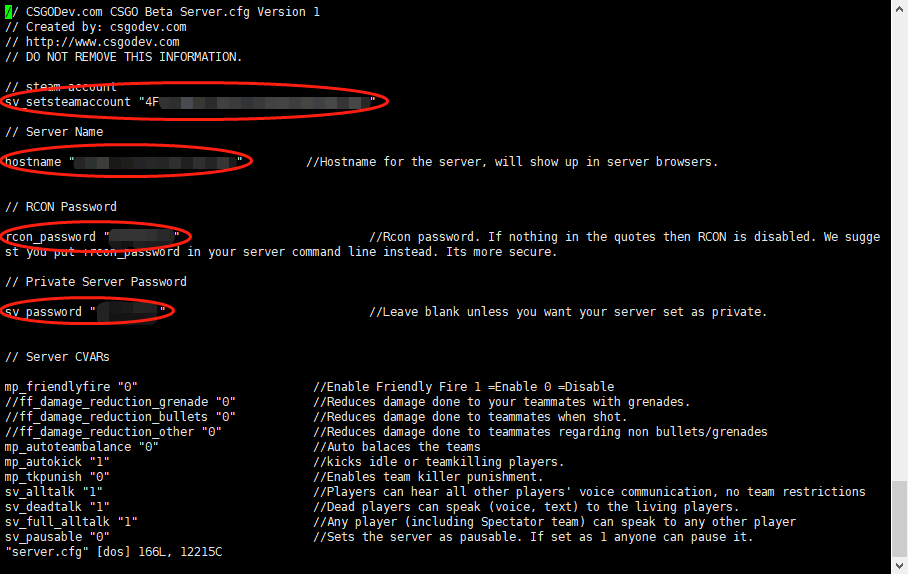 // CSGODev.com CSGO Beta Server.cfg Version 1
// Created by: csgodev.com
// http://www.csgodev.com
// DO NOT REMOVE THIS INFORMATION.
// steam account
sv_setsteamaccount "4F"
// Server Name
hostname "" //Hostname for the server, will show up in server browsers.
// RCON Password
rcon_password "" //Rcon password. If nothing in the quotes then RCON is disabled. We sugge
st you put +rcon_password in your server command line instead. Its more secure.
// Private Server Password
sv_password "" //Leave blank unless you want your server set as private.
// Server CVARs
mp_friendlyfire "0" //Enable Friendly Fire 1 =Enable 0 =Disable
//ff_damage_reduction_grenade "0" //Reduces damage done to your teammates with grenades.
//ff_damage_reduction_bullets "0" //Reduces damage done to teammates when shot.
//ff_damage_reduction_other "0" //Reduces damage done to teammates regarding non bullets/grenades
mp_autoteambalance "0" //Auto balaces the teams
mp_autokick "1" //kicks idle or teamkilling players.
mp_tkpunish "0" //Enables team killer punishment.
sv_alltalk "1" //Players can hear all other players' voice communication, no team restrictions
sv_deadtalk "1" //Dead players can speak (voice, text) to the living players.
sv_full_alltalk "1" //Any player (including Spectator team) can speak to any other player
sv_pausable "0" //Sets the server as pausable. If set as 1 anyone can pause it.
"server.cfg" [dos] 166L, 12215C